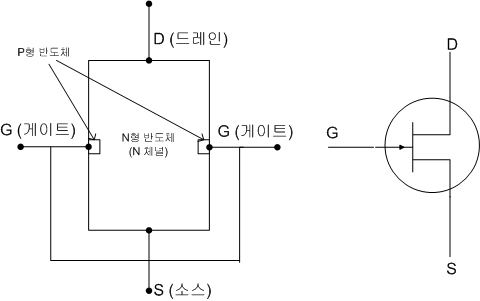 D (드레인)
P형 반도체
G (게이트)
N형 반도체
(N 채널)
G (게이트)
S (소스)
D
G
S